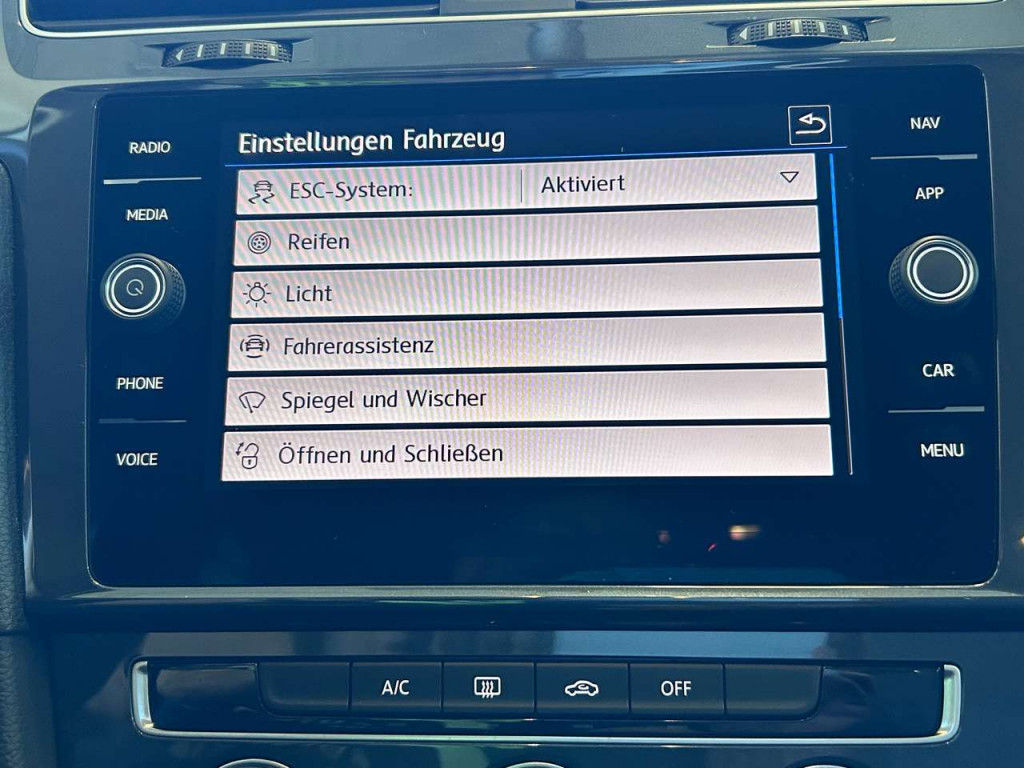 Einstellungen Fahrzeug
ESC-System: Aktiviert
Reifen
Licht
Fahrerassistenz
Spiegel und Wischer
Öffnen und Schließen
RADIO
MEDIA
PHONE
VOICE
NAV
APP
CAR
MENU
A/C
OFF